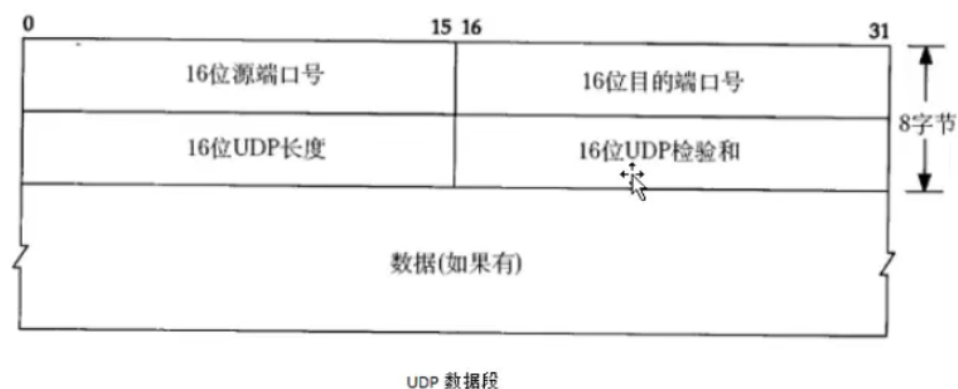 0 15 16 31
16位源端口号 16位目的端口号
8字节
16位UDP长度 16位UDP检验和
数据(如果有)
UDP 数据段